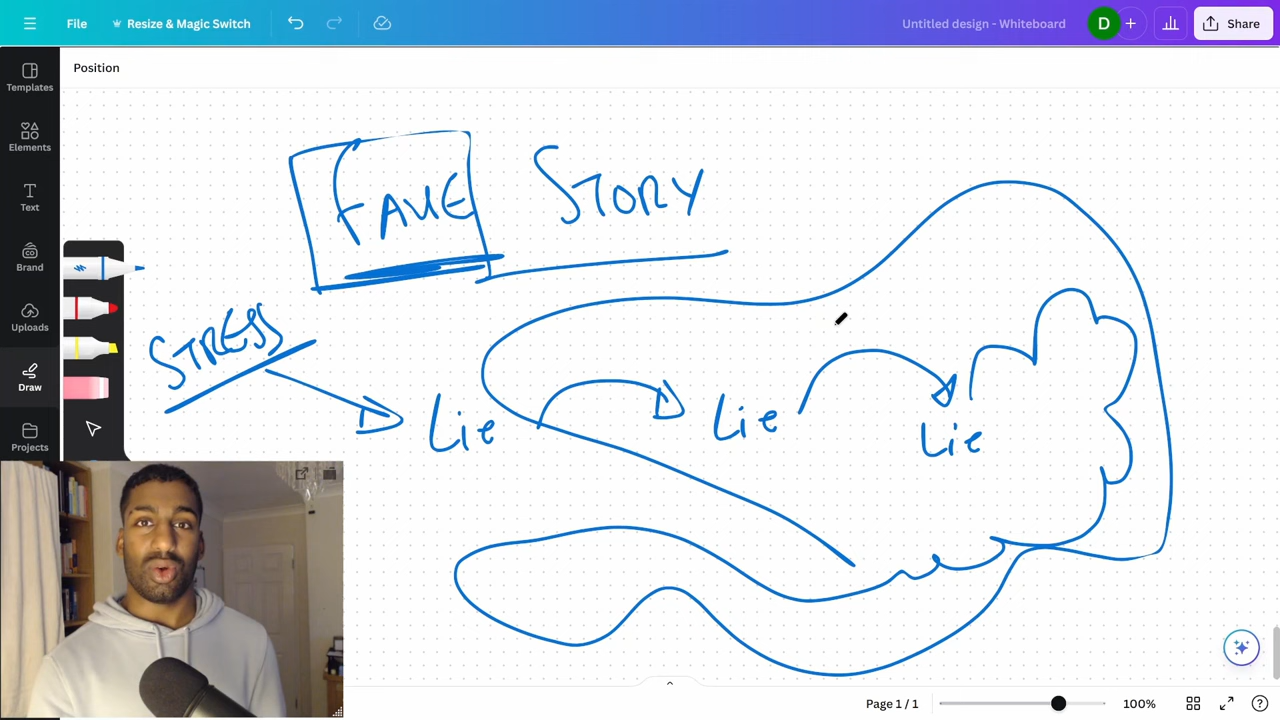 File
Resize & Magic Switch
Untitled design - Whiteboard
D
+
Share
Position
Templates
Elements
T
Text
Brand
Uploads
Draw
Projects
FAKE STORY
STRESS
Lie
Lie
Lie
Page 1 / 1
100%
?